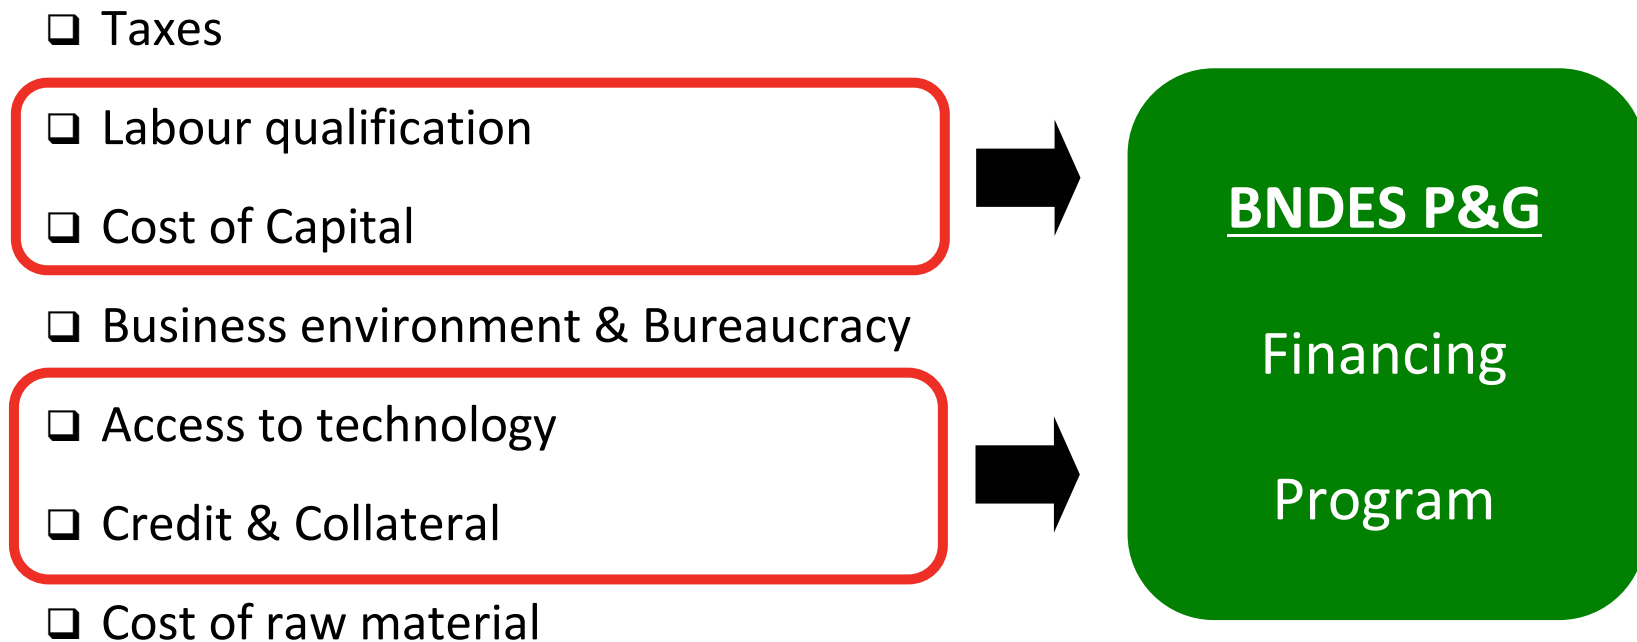 Taxes
Labour qualification
Cost of Capital
Business environment & Bureaucracy
Access to technology
Credit & Collateral
Cost of raw material
BNDES P&G
Financing
Program